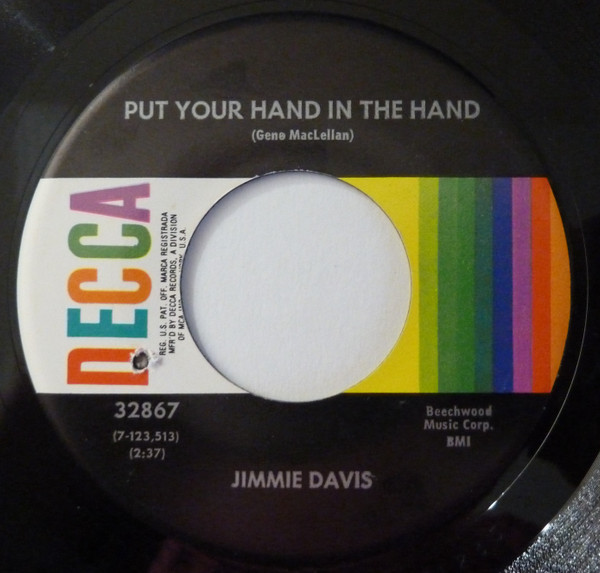 PUT YOUR HAND IN THE HAND
(Gene MacLellan)
DECCA
REG. U.S. PAT. OFF. MARCA REGISTRADA
MFR'D BY DECCA RECORDS, A DIVISION
OF MCA U.S.A.
32867
(7-123,513)
(2:37)
Beechwood
Music Corp.
BMI
JIMMIE DAVIS